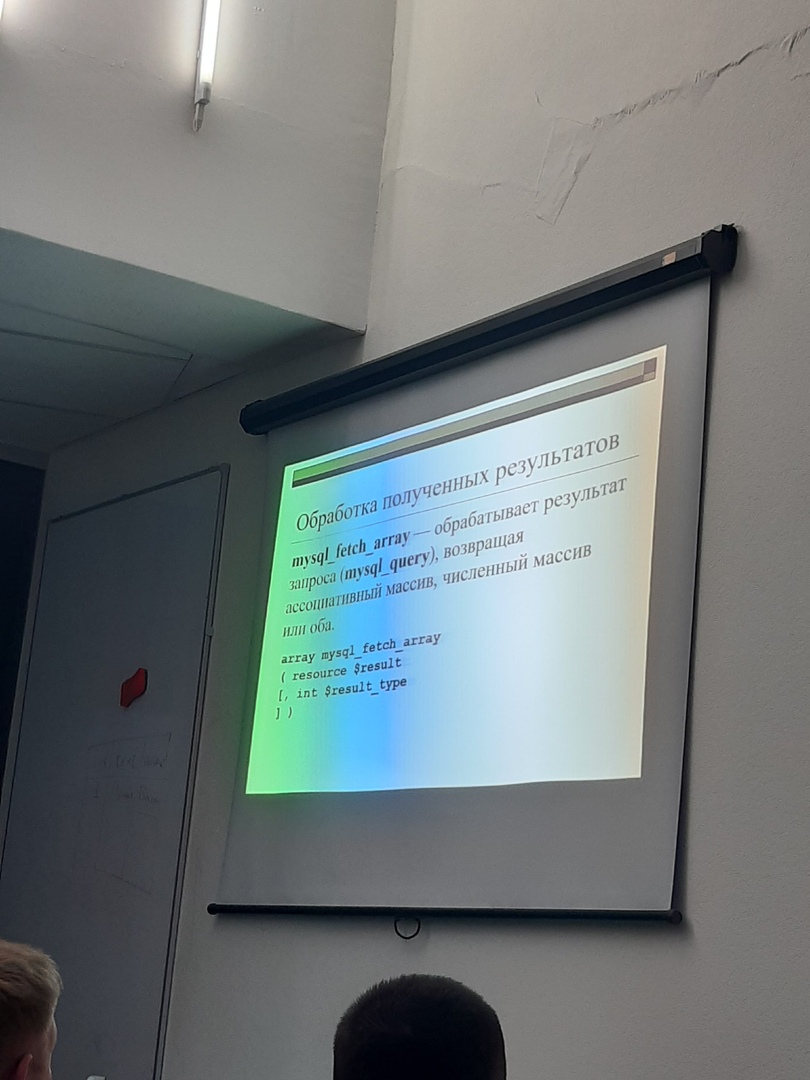 Обработка полученных результатов
mysql_fetch_array — обрабатывает результат
запроса (mysql_query), возвращая
ассоциативный массив, численный массив
или оба.
array mysql_fetch_array
( resource $result
[, int $result_type
] )